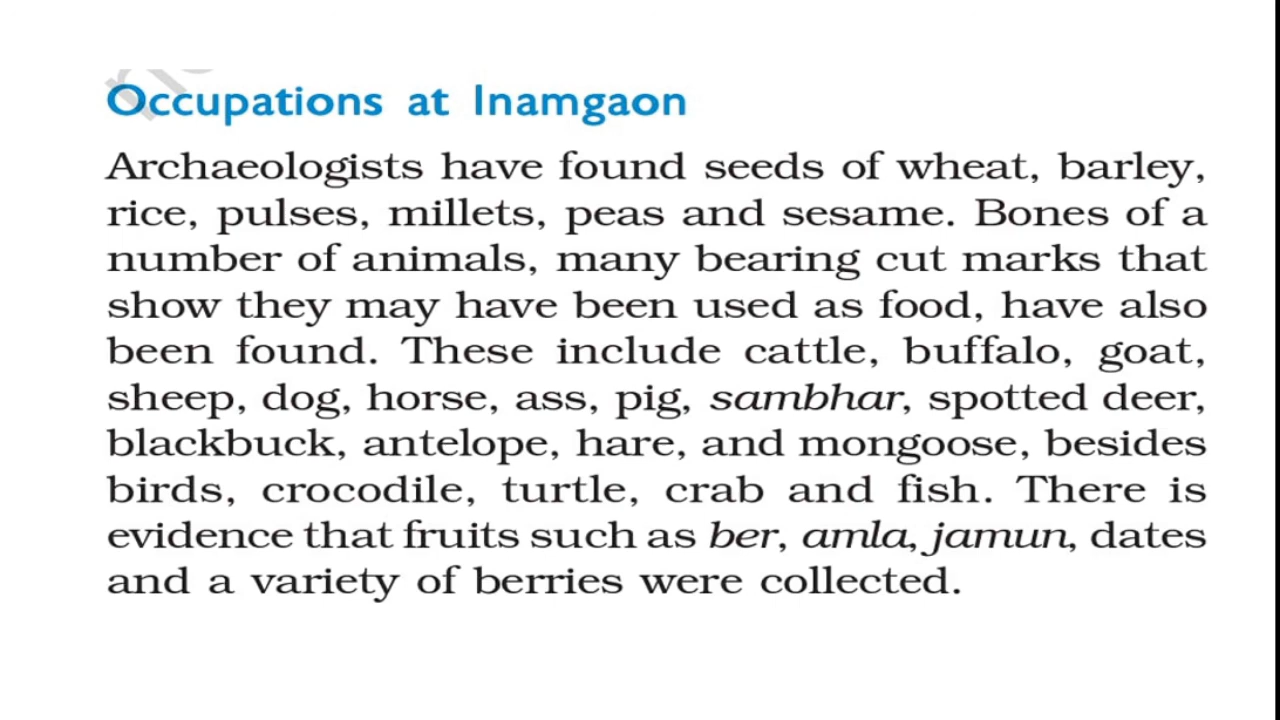 Occupations at Inamgaon
Archaeologists have found seeds of wheat, barley,
rice, pulses, millets, peas and sesame. Bones of a
number of animals, many bearing cut marks that
show they may have been used as food, have also
been found. These include cattle, buffalo, goat,
sheep, dog, horse, ass, pig, sambhar, spotted deer,
blackbuck, antelope, hare, and mongoose, besides
birds, crocodile, turtle, crab and fish. There is
evidence that fruits such as ber, amla, jamun, dates
and a variety of berries were collected.